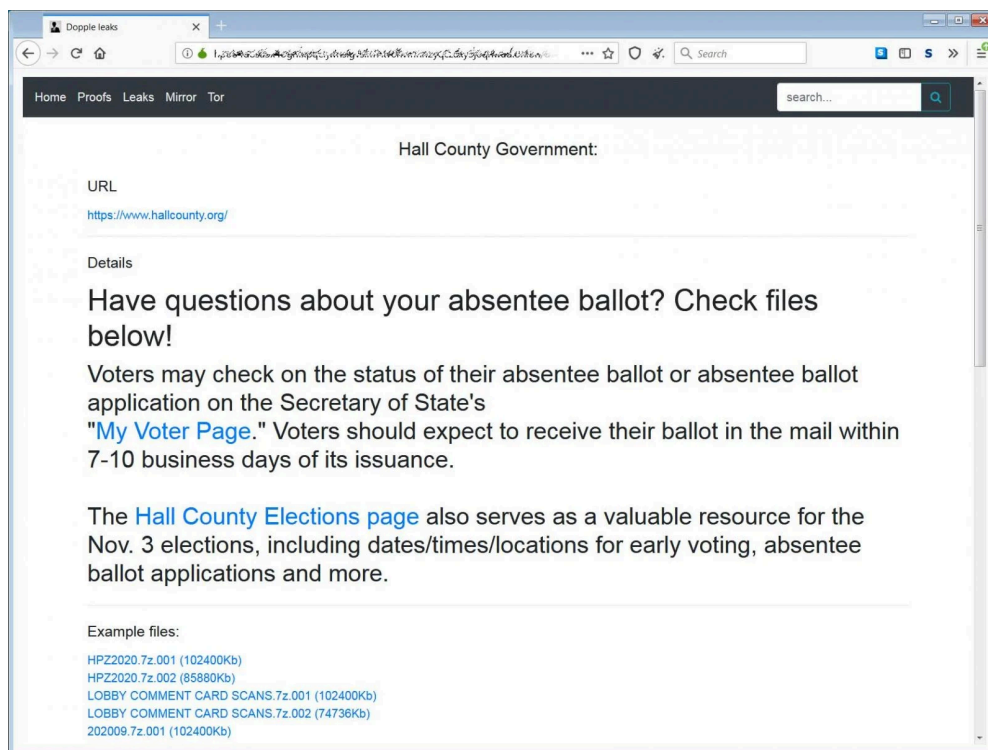 Dopple leaks
Search
Home Proofs Leaks Mirror Tor
search...
Hall County Government:
URL
https://www.hallcounty.org/
Details
Have questions about your absentee ballot? Check files
below!
Voters may check on the status of their absentee ballot or absentee ballot
application on the Secretary of State's
"My Voter Page." Voters should expect to receive their ballot in the mail within
7-10 business days of its issuance.
The Hall County Elections page also serves as a valuable resource for the
Nov. 3 elections, including dates/times/locations for early voting, absentee
ballot applications and more.
Example files:
HPZ2020.7z.001 (102400Kb)
HPZ2020.7z.002 (85880Kb)
LOBBY COMMENT CARD SCANS.7z.001 (102400Kb)
LOBBY COMMENT CARD SCANS.7z.002 (74736Kb)
202009.7z.001 (102400Kb)